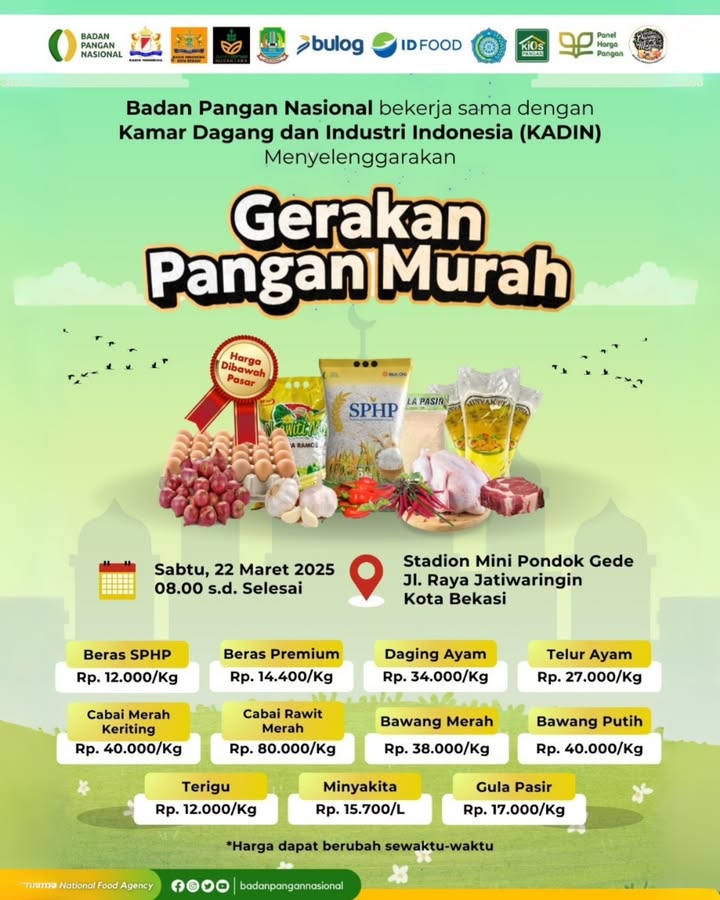 BADAN
PANGAN
NASIONAL
KADIN INDONESIA
bulog
ID FOOD
KIOS
PANGAN
Panel
Harga
Pangan
Badan Pangan Nasional bekerja sama dengan
Kamar Dagang dan Industri Indonesia (KADIN)
Menyelenggarakan
Gerakan
Pangan Murah
Harga
Dibawah
Pasar
SPHP
LA PASIR
Sabtu, 22 Maret 2025
08.00 s.d. Selesai
Stadion Mini Pondok Gede
Jl. Raya Jatiwaringin
Kota Bekasi
Beras SPHP
Rp. 12.000/Kg
Beras Premium
Rp. 14.400/Kg
Daging Ayam
Rp. 34.000/Kg
Telur Ayam
Rp. 27.000/Kg
Cabai Merah
Keriting
Rp. 40.000/Kg
Cabai Rawit
Merah
Rp. 80.000/Kg
Bawang Merah
Rp. 38.000/Kg
Bawang Putih
Rp. 40.000/Kg
Terigu
Rp. 12.000/Kg
Minyakita
Rp. 15.700/L
Gula Pasir
Rp. 17.000/Kg
*Harga dapat berubah sewaktu-waktu
National Food Agency
badanpangannasional